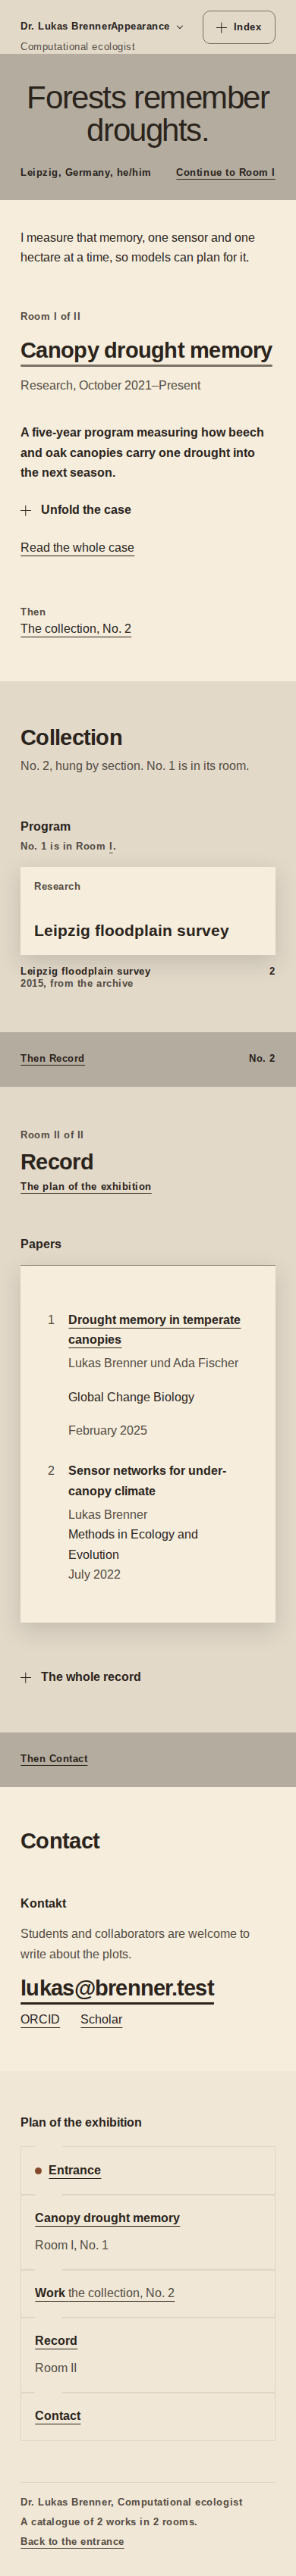 Dr. Lukas Brenner
Appearance
Index
Computational ecologist
Forests remember
droughts.
Leipzig, Germany, he/him
Continue to Room I
I measure that memory, one sensor and one
hectare at a time, so models can plan for it.
Room I of II
Canopy drought memory
Research, October 2021–Present
A five-year program measuring how beech
and oak canopies carry one drought into
the next season.
Unfold the case
Read the whole case
Then
The collection, No. 2
Collection
No. 2, hung by section. No. 1 is in its room.
Program
No. 1 is in Room I.
Research
Leipzig floodplain survey
Leipzig floodplain survey 2
2015, from the archive
Then Record
No. 2
Room II of II
Record
The plan of the exhibition
Papers
1 Drought memory in temperate
canopies
Lukas Brenner und Ada Fischer
Global Change Biology
February 2025
2 Sensor networks for under-
canopy climate
Lukas Brenner
Methods in Ecology and
Evolution
July 2022
The whole record
Then Contact
Contact
Kontakt
Students and collaborators are welcome to
write about the plots.
lukas@brenner.test
ORCID Scholar
Plan of the exhibition
Entrance
Canopy drought memory
Room I, No. 1
Work the collection, No. 2
Record
Room II
Contact
Dr. Lukas Brenner, Computational ecologist
A catalogue of 2 works in 2 rooms.
Back to the entrance